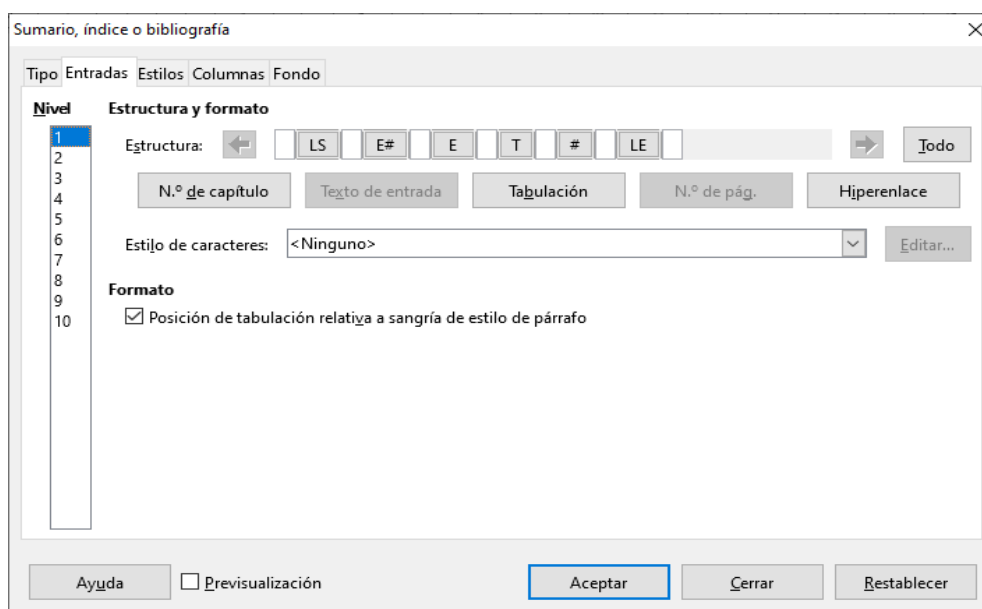 Sumario, índice o bibliografía
Tipo Entradas Estilos Columnas Fondo
Nivel Estructura y formato
1
2
3
4
5
6
7
8
9
10
Estructura: LS E# E T # LE Todo
N.º de capítulo Texto de entrada Tabulación N.º de pág. Hiperenlace
Estilo de caracteres: <Ninguno> Editar...
Formato
Posición de tabulación relativa a sangría de estilo de párrafo
Ayuda Previsualización Aceptar Cerrar Restablecer